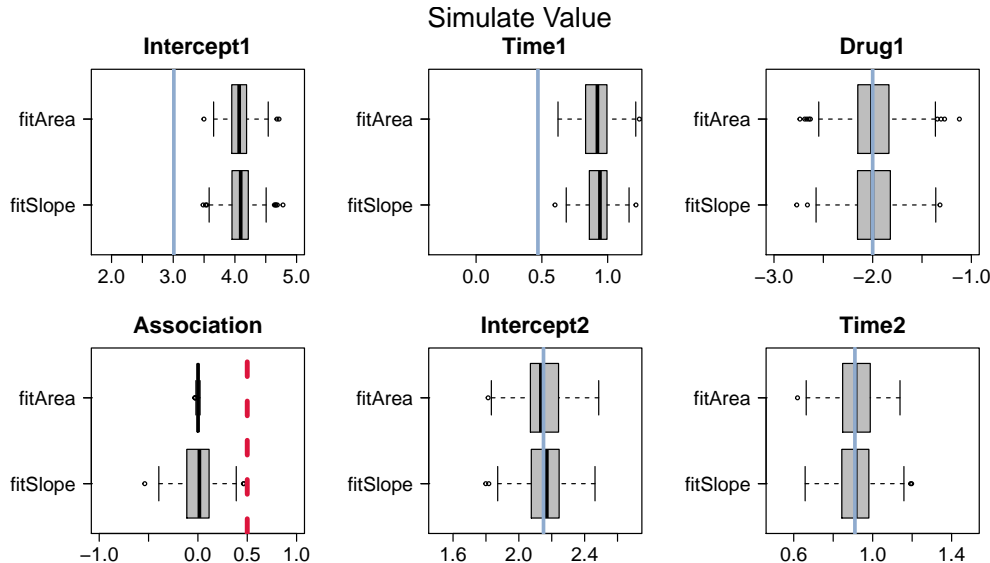 Simulate Value
Intercept1
Time1
Drug1
fitArea
fitSlope
2.0 3.0 4.0 5.0
fitArea
fitSlope
0.0 0.5 1.0
fitArea
fitSlope
−3.0 −2.0 −1.0
Association
Intercept2
Time2
fitArea
fitSlope
−1.0 0.0 0.5 1.0
fitArea
fitSlope
1.6 2.0 2.4
fitArea
fitSlope
0.6 1.0 1.4